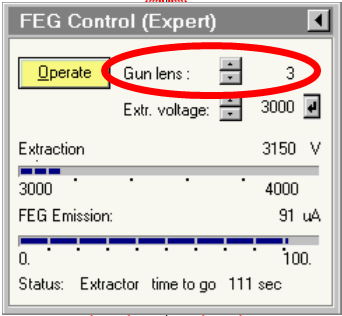 FEG Control (Expert)
Operate Gun lens : 3
Extr. voltage: 3000
Extraction 3150 V
3000 4000
FEG Emission: 91 uA
0. 100.
Status: Extractor time to go 111 sec